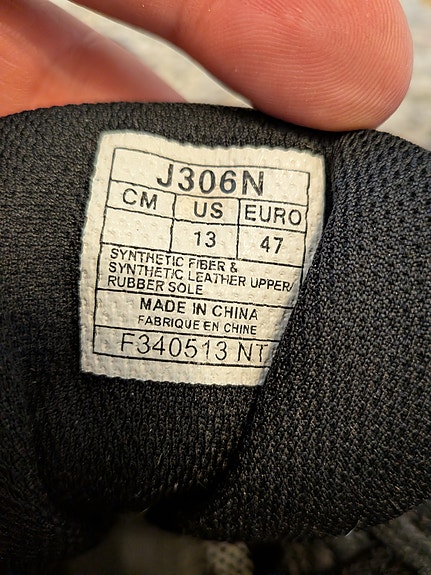 J306N
CM US EURO
13 47
SYNTHETIC FIBER &
SYNTHETIC LEATHER UPPER/
RUBBER SOLE
MADE IN CHINA
FABRIQUE EN CHINE
F340513 NT